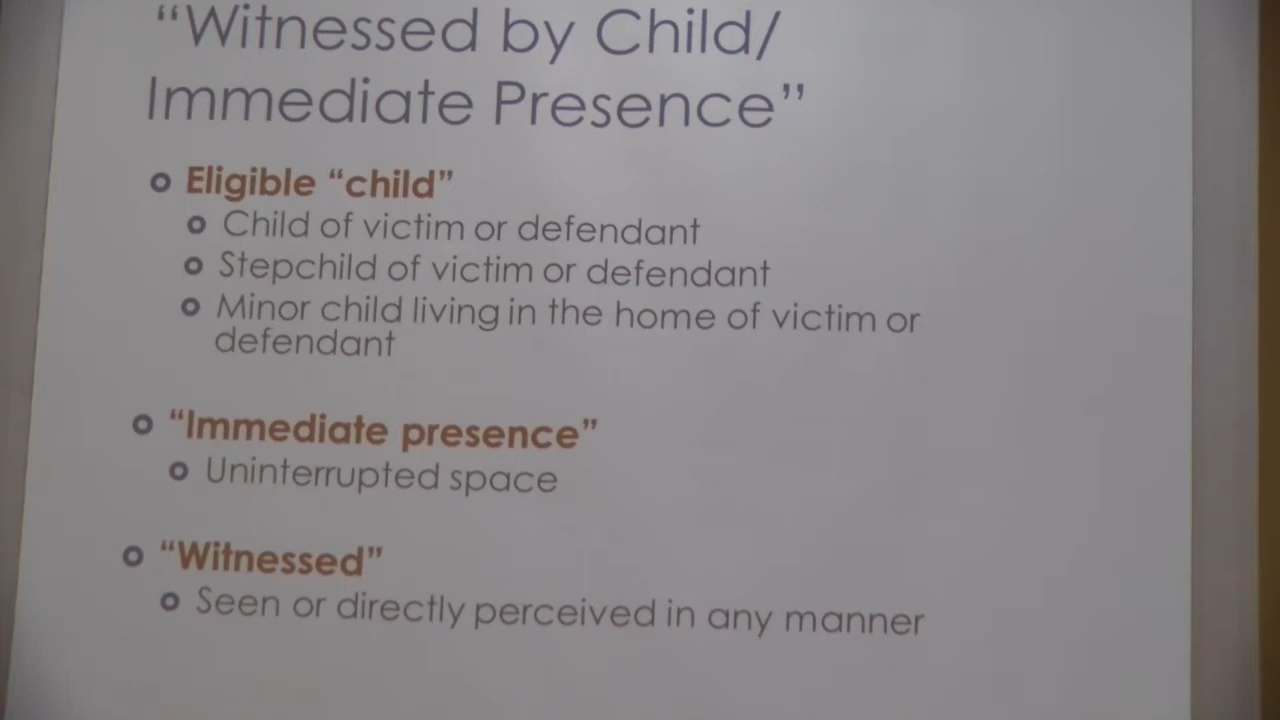 “Witnessed by Child/
Immediate Presence”
Eligible “child”
Child of victim or defendant
Stepchild of victim or defendant
Minor child living in the home of victim or
defendant
“Immediate presence”
Uninterrupted space
“Witnessed”
Seen or directly perceived in any manner